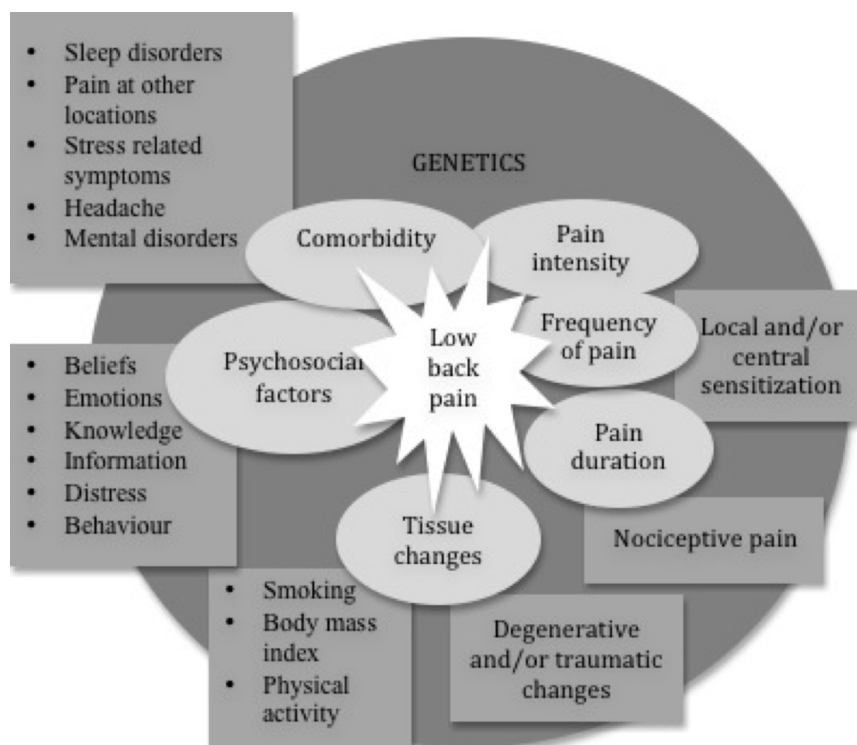 • Sleep disorders
• Pain at other
locations
• Stress related
symptoms
• Headache
• Mental disorders
GENETICS
Comorbidity
Pain
intensity
Psychosocial
factors
Low
back
pain
Frequency
of pain
Local and/or
central
sensitization
• Beliefs
• Emotions
• Knowledge
• Information
• Distress
• Behaviour
Pain
duration
Tissue
changes
Nociceptive pain
• Smoking
• Body mass
index
• Physical
activity
Degenerative
and/or traumatic
changes